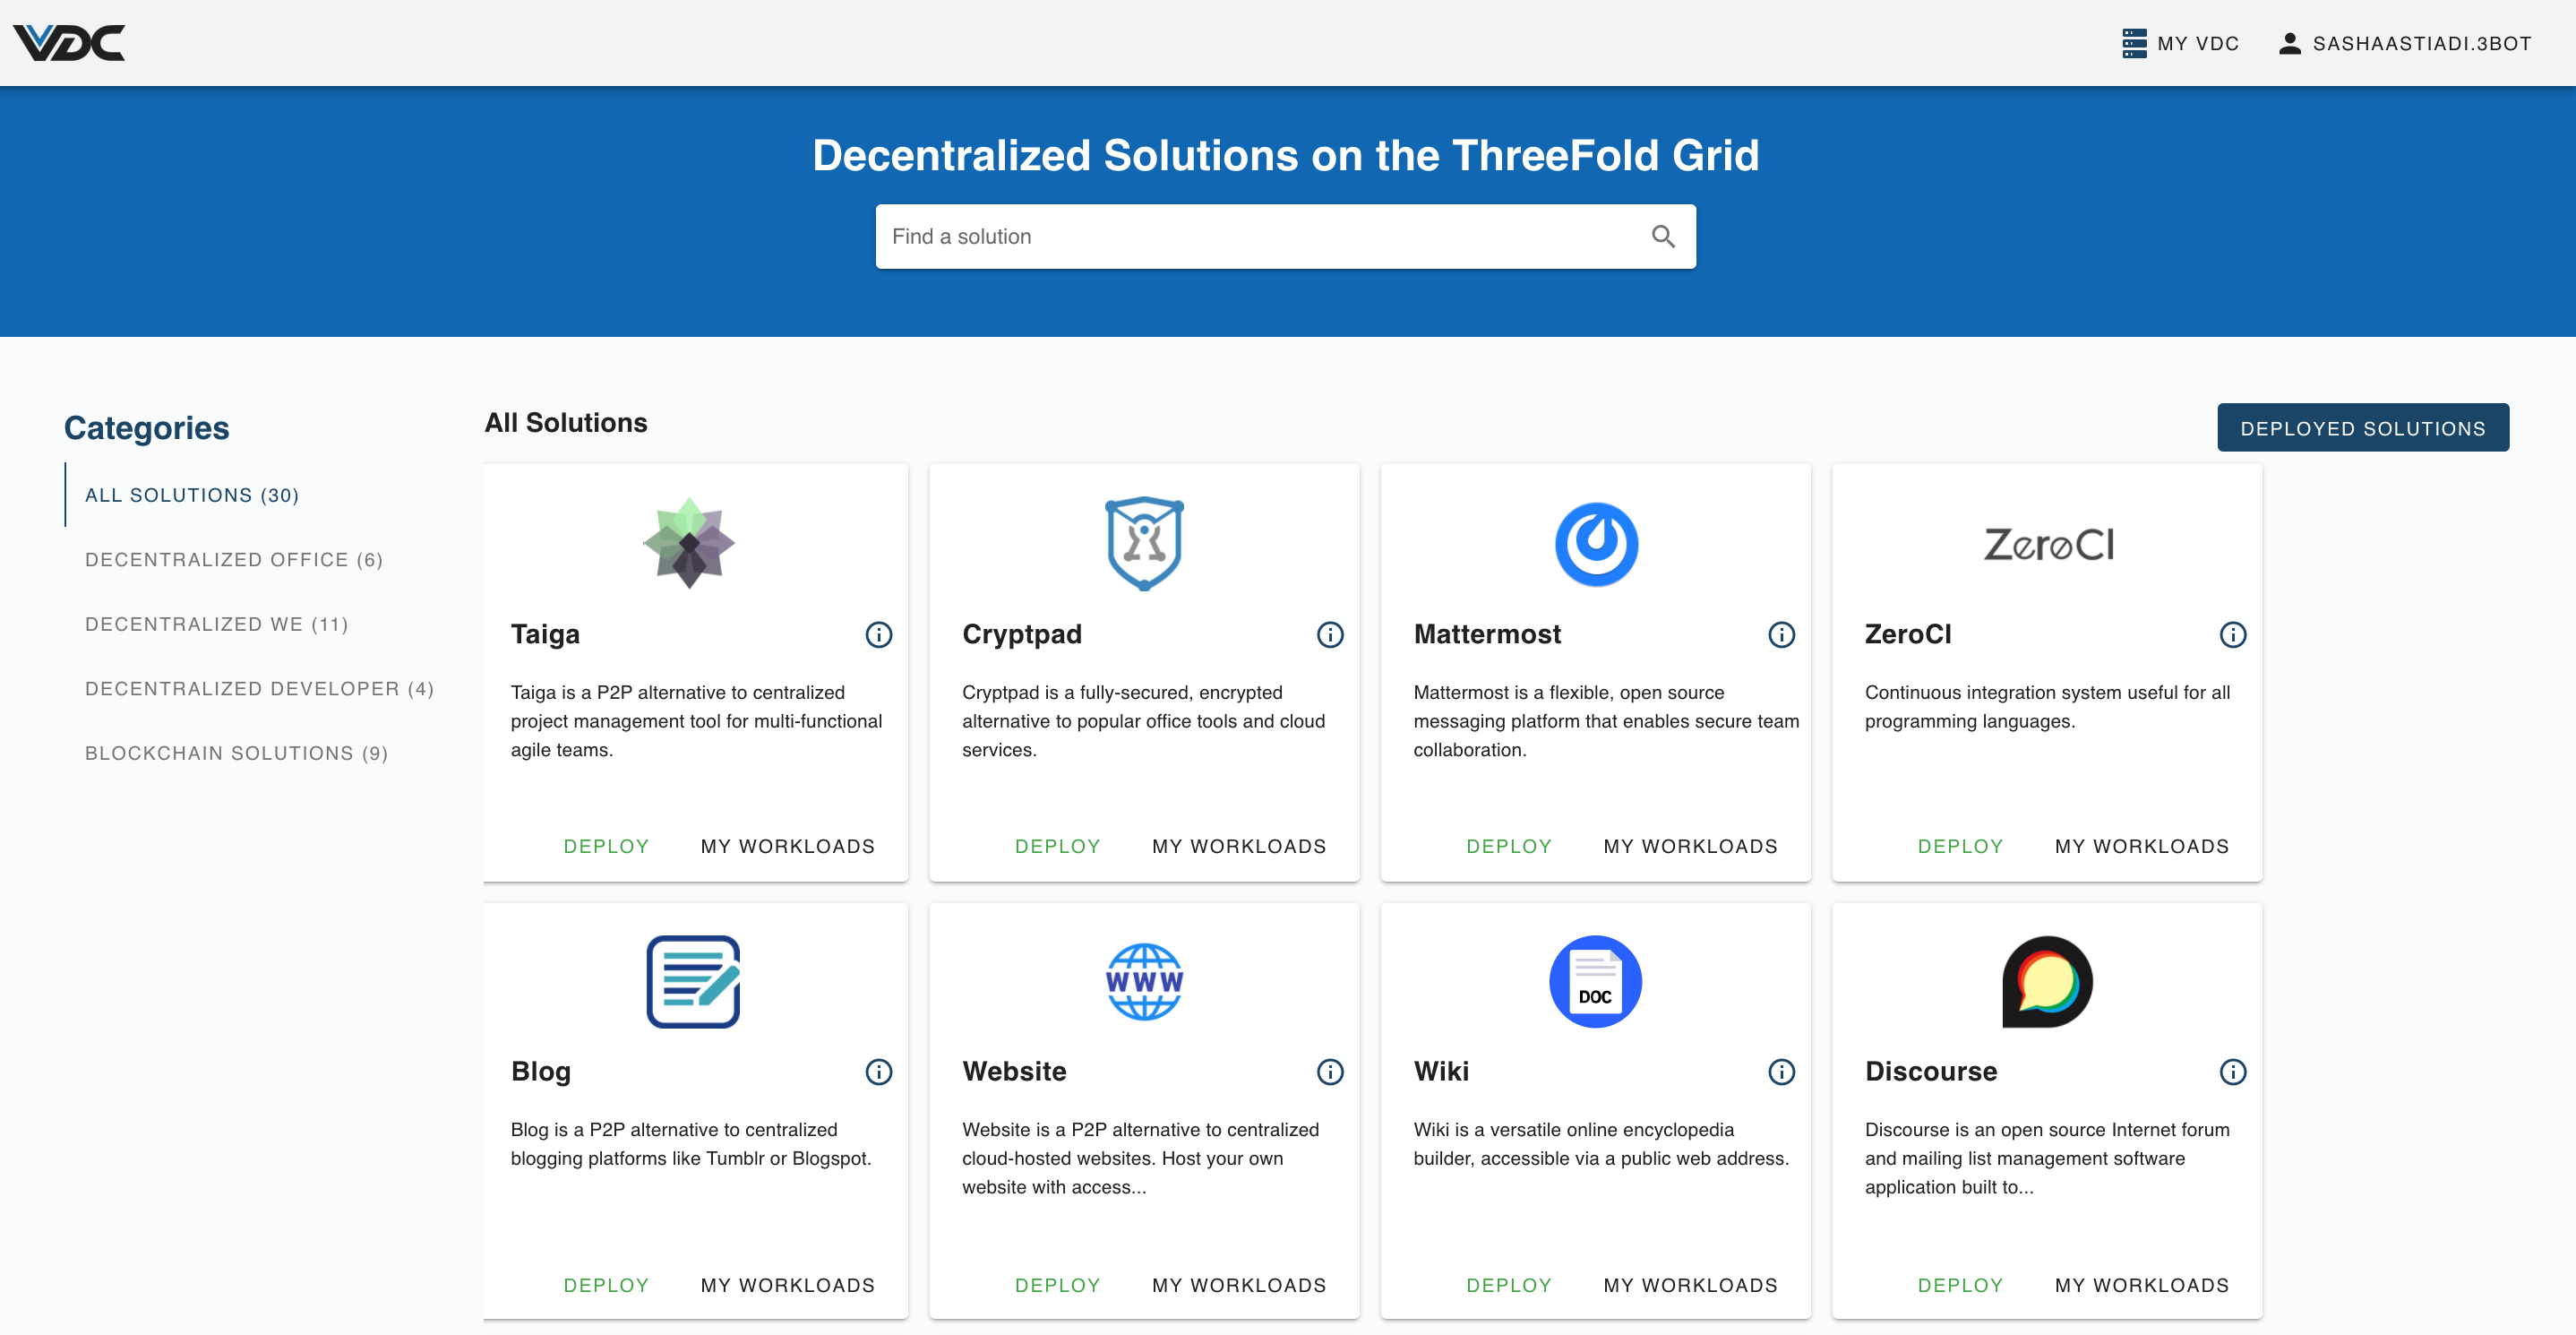 VDC
MY VDC
SASHAASTIADI.3BOT
Decentralized Solutions on the ThreeFold Grid
Find a solution
Categories
ALL SOLUTIONS (30)
DECENTRALIZED OFFICE (6)
DECENTRALIZED WE (11)
DECENTRALIZED DEVELOPER (4)
BLOCKCHAIN SOLUTIONS (9)
All Solutions
DEPLOYED SOLUTIONS
Taiga
Taiga is a P2P alternative to centralized
project management tool for multi-functional
agile teams.
DEPLOY MY WORKLOADS
Cryptpad
Cryptpad is a fully-secured, encrypted
alternative to popular office tools and cloud
services.
DEPLOY MY WORKLOADS
Mattermost
Mattermost is a flexible, open source
messaging platform that enables secure team
collaboration.
DEPLOY MY WORKLOADS
ZeroCI
ZeroCI
Continuous integration system useful for all
programming languages.
DEPLOY MY WORKLOADS
Blog
Blog is a P2P alternative to centralized
blogging platforms like Tumblr or Blogspot.
DEPLOY MY WORKLOADS
WWW
Website
Website is a P2P alternative to centralized
cloud-hosted websites. Host your own
website with access...
DEPLOY MY WORKLOADS
DOC
Wiki
Wiki is a versatile online encyclopedia
builder, accessible via a public web address.
DEPLOY MY WORKLOADS
Discourse
Discourse is an open source Internet forum
and mailing list management software
application built to...
DEPLOY MY WORKLOADS